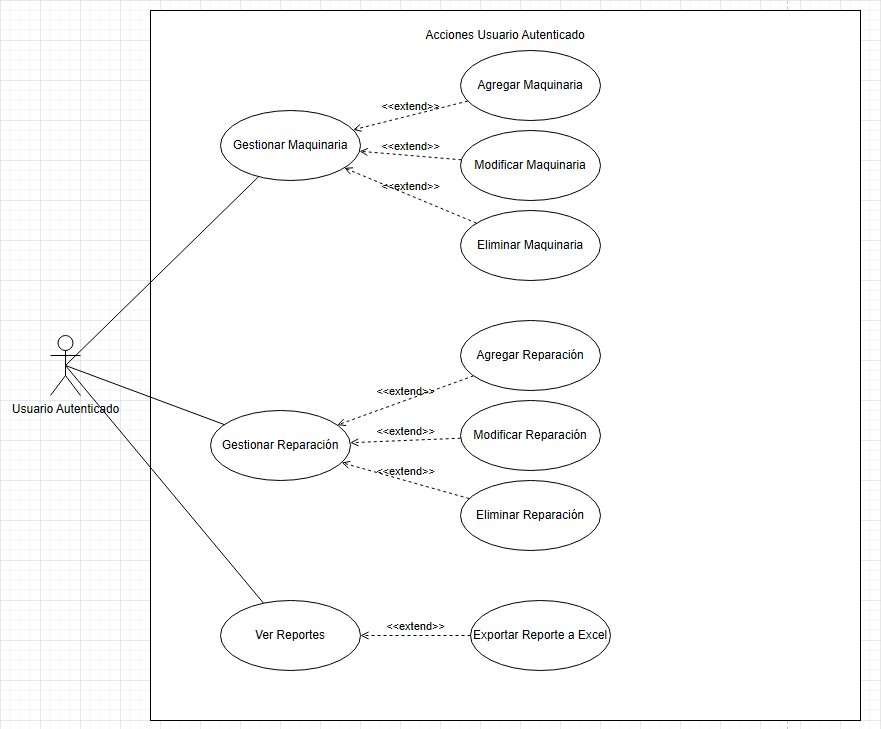 Acciones Usuario Autenticado
Agregar Maquinaria
<<extend>>
Gestionar Maquinaria
<<extend>>
Modificar Maquinaria
<<extend>>
Eliminar Maquinaria
Usuario Autenticado
Agregar Reparación
<<extend>>
Gestionar Reparación
<<extend>>
Modificar Reparación
<<extend>>
Eliminar Reparación
Ver Reportes
<<extend>>
Exportar Reporte a Excel